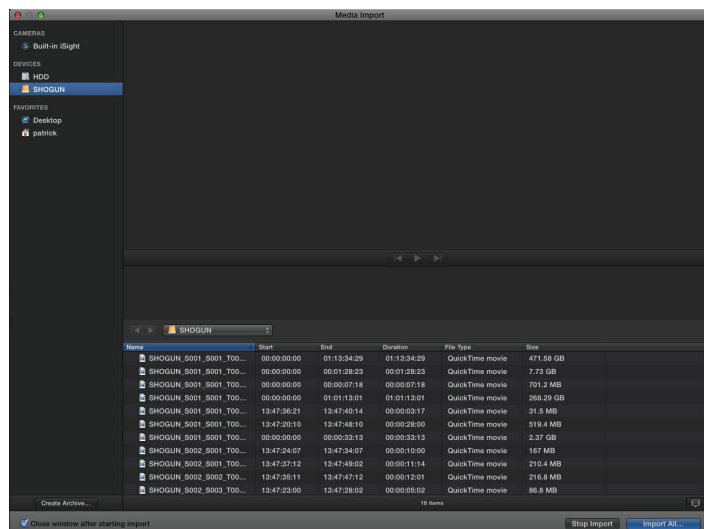 Media Import
CAMERAS
Built-in iSight
DEVICES
HDD
SHOGUN
FAVORITES
Desktop
patrick
SHOGUN
Name Start End Duration File Type Size
SHOGUN_S001_S001_T00... 00:00:00:00 01:13:34:29 01:13:34:29 QuickTime movie 471.58 GB
SHOGUN_S001_S001_T00... 00:00:00:00 00:01:28:23 00:01:28:23 QuickTime movie 7.73 GB
SHOGUN_S001_S001_T00... 00:00:00:00 00:00:07:18 00:00:07:18 QuickTime movie 701.2 MB
SHOGUN_S001_S001_T00... 00:00:00:00 01:01:13:01 01:01:13:01 QuickTime movie 268.29 GB
SHOGUN_S001_S001_T00... 13:47:36:21 13:47:40:14 00:00:03:17 QuickTime movie 31.5 MB
SHOGUN_S001_S001_T00... 13:47:20:10 13:47:48:10 00:00:28:00 QuickTime movie 519.4 MB
SHOGUN_S001_S001_T00... 00:00:00:00 00:00:33:13 00:00:33:13 QuickTime movie 2.37 GB
SHOGUN_S002_S001_T00... 13:47:24:07 13:47:34:07 00:00:10:00 QuickTime movie 167 MB
SHOGUN_S002_S001_T00... 13:47:37:12 13:47:49:02 00:00:11:14 QuickTime movie 210.4 MB
SHOGUN_S002_S002_T00... 13:47:35:11 13:47:47:12 00:00:12:01 QuickTime movie 216.8 MB
SHOGUN_S002_S003_T00... 13:47:23:00 13:47:28:02 00:00:05:02 QuickTime movie 86.8 MB
Create Archive... 18 items
Close window after starting import Stop Import Import All...